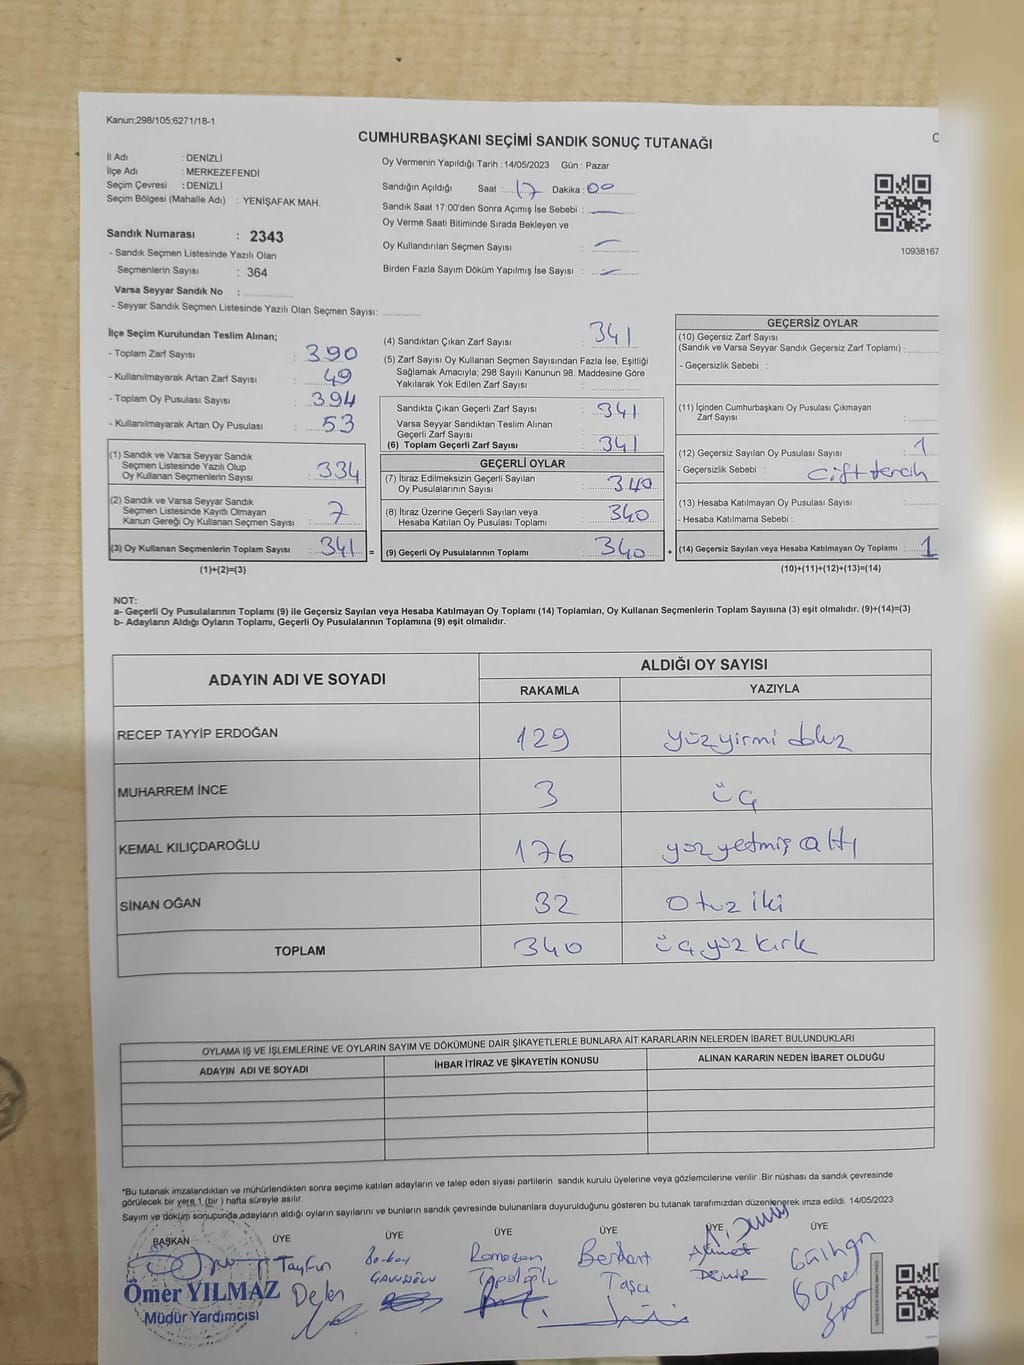 Kanun:298/105;6271/18-1
CUMHURBAŞKANI SEÇİMİ SANDIK SONUÇ TUTANAĞI
İl Adı : DENİZLİ
İlçe Adı : MERKEZEFENDİ
Seçim Çevresi : DENİZLİ
Seçim Bölgesi (Mahalle Adı) : YENİŞAFAK MAH.
Sandık Numarası : 2343
- Sandık Seçmen Listesinde Yazılı Olan
Seçmenlerin Sayısı : 364
Varsa Seyyar Sandık No :
- Seyyar Sandık Seçmen Listesinde Yazılı Olan Seçmen Sayısı:
Oy Vermenin Yapıldığı Tarih : 14/05/2023 Gün : Pazar
Sandığın Açıldığı Saat : 17 Dakika : 00
Sandık Saat 17:00'den Sonra Açımış İse Sebebi : —
Oy Verme Saati Bitiminde Sırada Bekleyen ve
Oy Kullandırılan Seçmen Sayısı : —
Birden Fazla Sayım Döküm Yapılmış İse Sayısı : —
10938167
İlçe Seçim Kurulundan Teslim Alınan;
- Toplam Zarf Sayısı : 390
- Kullanılmayarak Artan Zarf Sayısı : 49
- Toplam Oy Pusulası Sayısı : 394
- Kullanılmayarak Artan Oy Pusulası : 53
(1) Sandık ve Varsa Seyyar Sandık
Seçmen Listesinde Yazılı Olup
Oy Kullanan Seçmenlerin Sayısı : 334
(2) Sandık ve Varsa Seyyar Sandık
Seçmen Listesinde Kayıtlı Olmayan
Kanun Gereği Oy Kullanan Seçmen Sayısı : 7
(3) Oy Kullanan Seçmenlerin Toplam Sayısı : 341 =
(1)+(2)=(3)
(4) Sandıktan Çıkan Zarf Sayısı : 341
(5) Zarf Sayısı Oy Kullanan Seçmen Sayısından Fazla İse, Eşitliği
Sağlamak Amacıyla; 298 Sayılı Kanunun 98. Maddesine Göre
Yakılarak Yok Edilen Zarf Sayısı :
Sandıkta Çıkan Geçerli Zarf Sayısı : 341
Varsa Seyyar Sandıktan Teslim Alınan
Geçerli Zarf Sayısı :
(6) Toplam Geçerli Zarf Sayısı : 341
GEÇERLİ OYLAR
(7) İtiraz Edilmeksizin Geçerli Sayılan
Oy Pusulalarının Sayısı : 340
(8) İtiraz Üzerine Geçerli Sayılan veya
Hesaba Katılan Oy Pusulası Toplamı : 340
(9) Geçerli Oy Pusulalarının Toplamı : 340 +
GEÇERSİZ OYLAR
(10) Geçersiz Zarf Sayısı
(Sandık ve Varsa Seyyar Sandık Geçersiz Zarf Toplamı) :
- Geçersizlik Sebebi :
(11) İçinden Cumhurbaşkanı Oy Pusulası Çıkmayan
Zarf Sayısı :
(12) Geçersiz Sayılan Oy Pusulası Sayısı : 1
- Geçersizlik Sebebi : Çift tercih
(13) Hesaba Katılmayan Oy Pusulası Sayısı :
- Hesaba Katılmama Sebebi :
(14) Geçersiz Sayılan veya Hesaba Katılmayan Oy Toplamı : 1
(10)+(11)+(12)+(13)=(14)
NOT:
a- Geçerli Oy Pusulalarının Toplamı (9) ile Geçersiz Sayılan veya Hesaba Katılmayan Oy Toplamı (14) Toplamları, Oy Kullanan Seçmenlerin Toplam Sayısına (3) eşit olmalıdır. (9)+(14)=(3)
b- Adayların Aldığı Oyların Toplamı, Geçerli Oy Pusulalarının Toplamına (9) eşit olmalıdır.
ADAYIN ADI VE SOYADI ALDIĞI OY SAYISI
RAKAMLA YAZIYLA
RECEP TAYYİP ERDOĞAN 129 yüzyirmi dokuz
MUHARREM İNCE 3 üç
KEMAL KILIÇDAROĞLU 176 yüzyetmiş altı
SİNAN OĞAN 32 Otuz iki
TOPLAM 340 üç yüz kırk
OYLAMA İŞ VE İŞLEMLERİNE VE OYLARIN SAYIM VE DÖKÜMÜNE DAİR ŞİKAYETLERLE BUNLARA AİT KARARLARIN NELERDEN İBARET BULUNDUKLARI
ADAYIN ADI VE SOYADI İHBAR İTİRAZ VE ŞİKAYETİN KONUSU ALINAN KARARIN NEDEN İBARET OLDUĞU
*Bu tutanak imzalandıktan ve mühürlendikten sonra seçime katılan adayların ve talep eden siyasi partilerin sandık kurulu üyelerine veya gözlemcilerine verilir. Bir nüshası da sandık çevresinde
görülecek bir yere 1 (bir) hafta süreyle asılır.
Sayım ve döküm sonucunda,adayların aldığı oyların sayılarını ve bunların sandık çevresinde bulunanlara duyurulduğunu gösteren bu tutanak tarafımızdan düzenlenerek imza edildi. 14/05/2023
BAŞKAN ÜYE ÜYE ÜYE ÜYE ÜYE ÜYE
Tayfun Ramazan Berkant Ahmet Gülhan
Ömer YILMAZ Topaloğlu Taşcı Demir
Müdür Yardımcısı